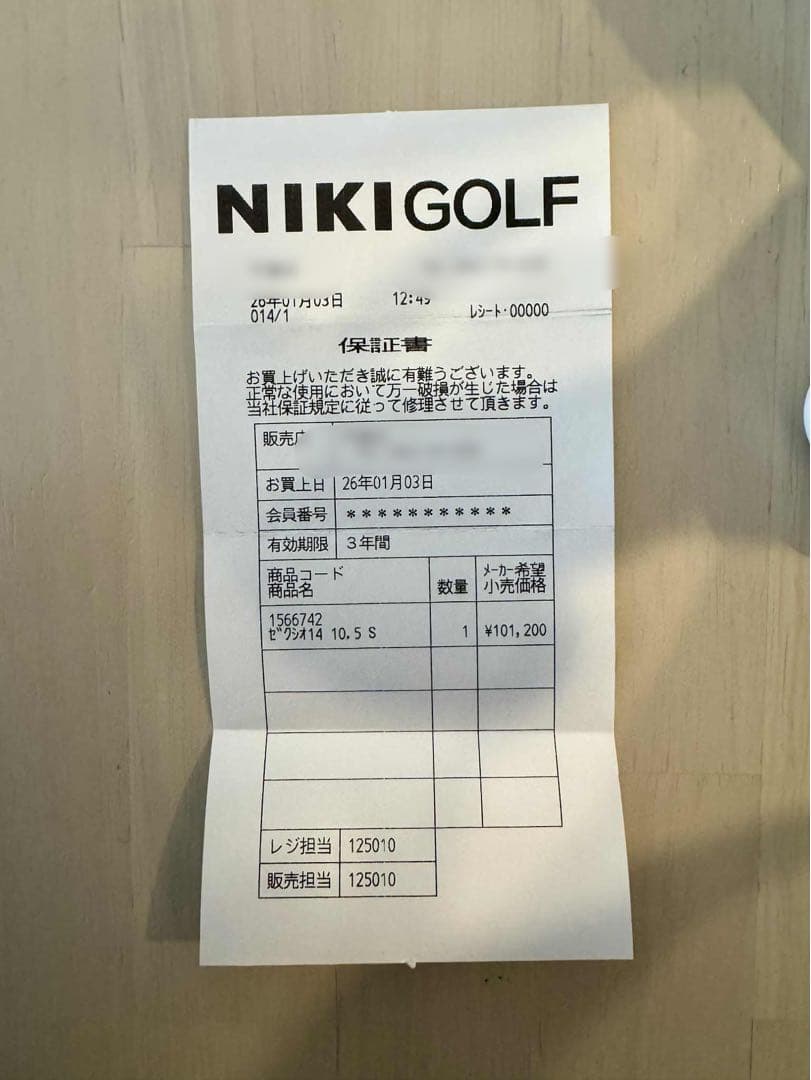 NIKIGOLF
26年01月03日 12:45
014/1 レシート・00000
保証書
お買上げいただき誠に有難うございます。
正常な使用において万一破損が生じた場合は
当社保証規定に従って修理させて頂きます。
販売
お買上日 26年01月03日
会員番号 ***********
有効期限 3年間
商品コード
商品名 数量 メーカー希望
小売価格
1566742
ゼクシオ14 10.5 S 1 ¥101,200
レジ担当 125010
販売担当 125010